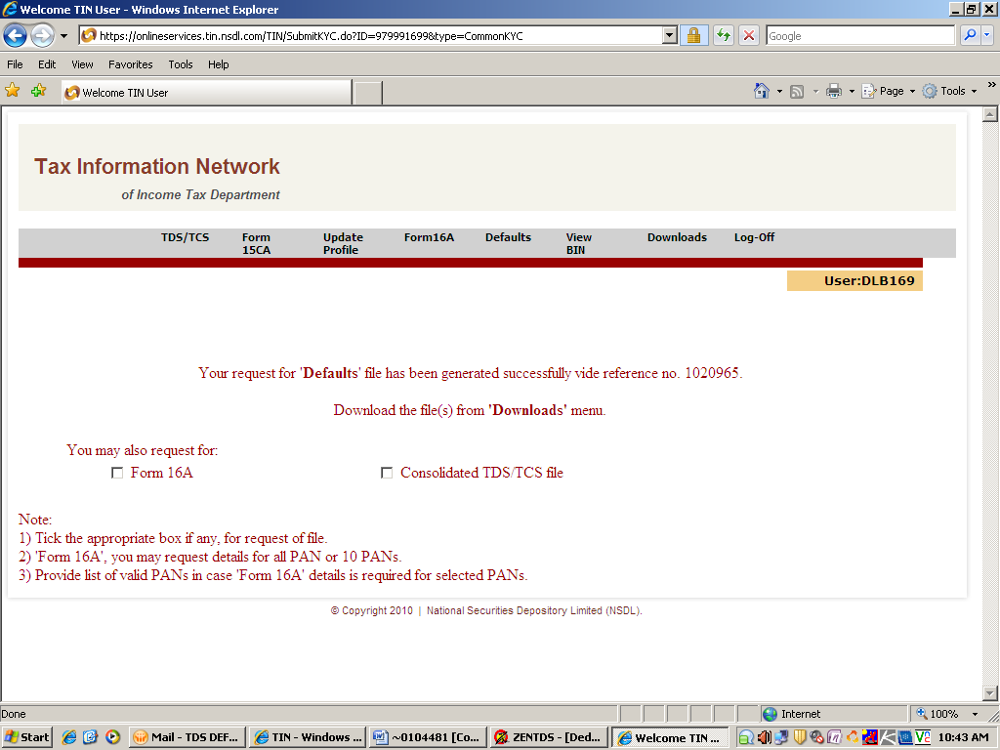 Welcome TIN User - Windows Internet Explorer
https://onlineservices.tin.nsdl.com/TIN/SubmitKYC.do?ID=979991699&type=CommonKYC
Google
File Edit View Favorites Tools Help
Welcome TIN User
Page Tools »
Tax Information Network
of Income Tax Department
TDS/TCS Form 15CA Update Profile Form16A Defaults View BIN Downloads Log-Off
User:DLB169
Your request for 'Defaults' file has been generated successfully vide reference no. 1020965.
Download the file(s) from 'Downloads' menu.
You may also request for:
Form 16A Consolidated TDS/TCS file
Note:
1) Tick the appropriate box if any, for request of file.
2) 'Form 16A', you may request details for all PAN or 10 PANs.
3) Provide list of valid PANs in case 'Form 16A' details is required for selected PANs.
© Copyright 2010 | National Securities Depository Limited (NSDL).
Done Internet 100%
Start Mail - TDS DEF... TIN - Windows ... ~0104481 [Co... ZENTDS - [Ded... Welcome TIN ... 10:43 AM